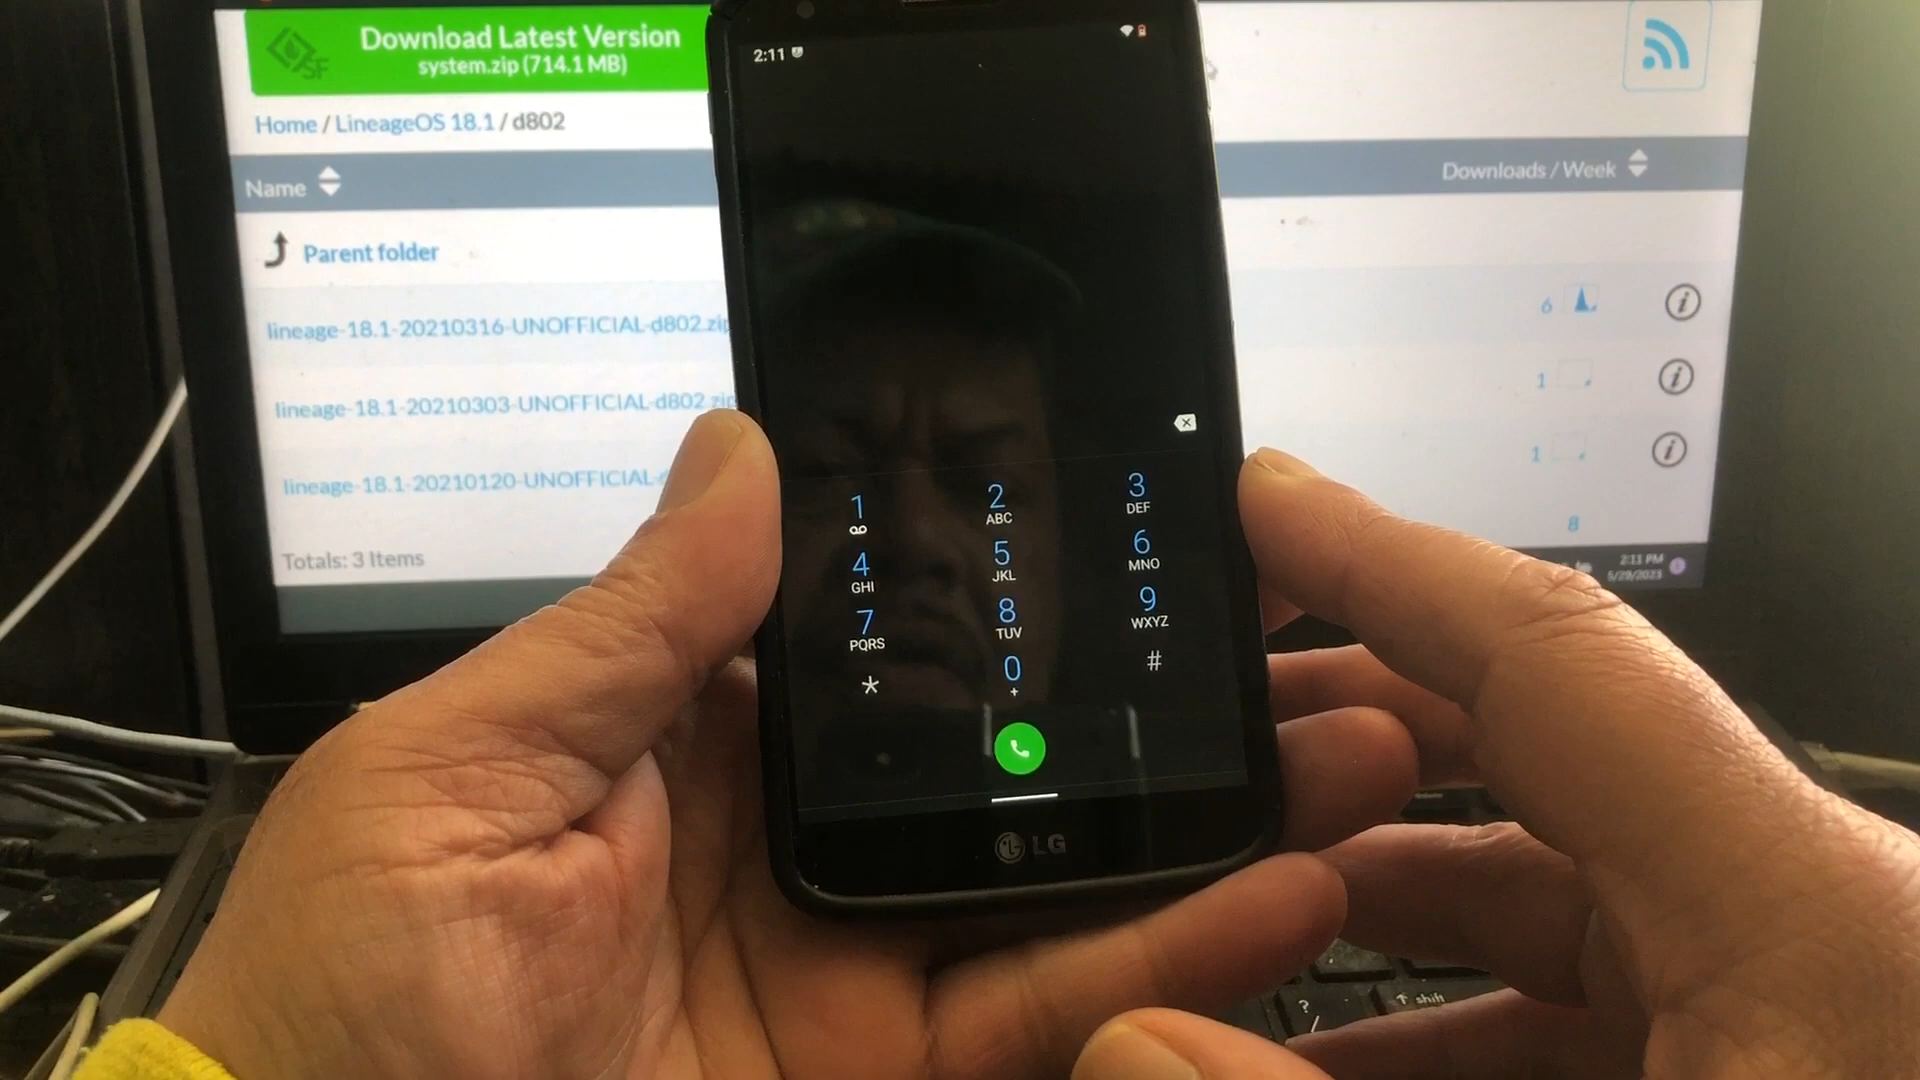 Download Latest Version
system.zip (714.1 MB)
SF
Home / LineageOS 18.1 / d802
Name
Downloads / Week
Parent folder
lineage-18.1-20210316-UNOFFICIAL-d802.zip
6
lineage-18.1-20210303-UNOFFICIAL-d802.zip
1
lineage-18.1-20210120-UNOFFICIAL-
1
8
Totals: 3 Items
2:11 PM
5/29/2023
2:11
1
2
ABC
3
DEF
4
GHI
5
JKL
6
MNO
7
PQRS
8
TUV
9
WXYZ
*
0
+
#
LG
?
/
shift